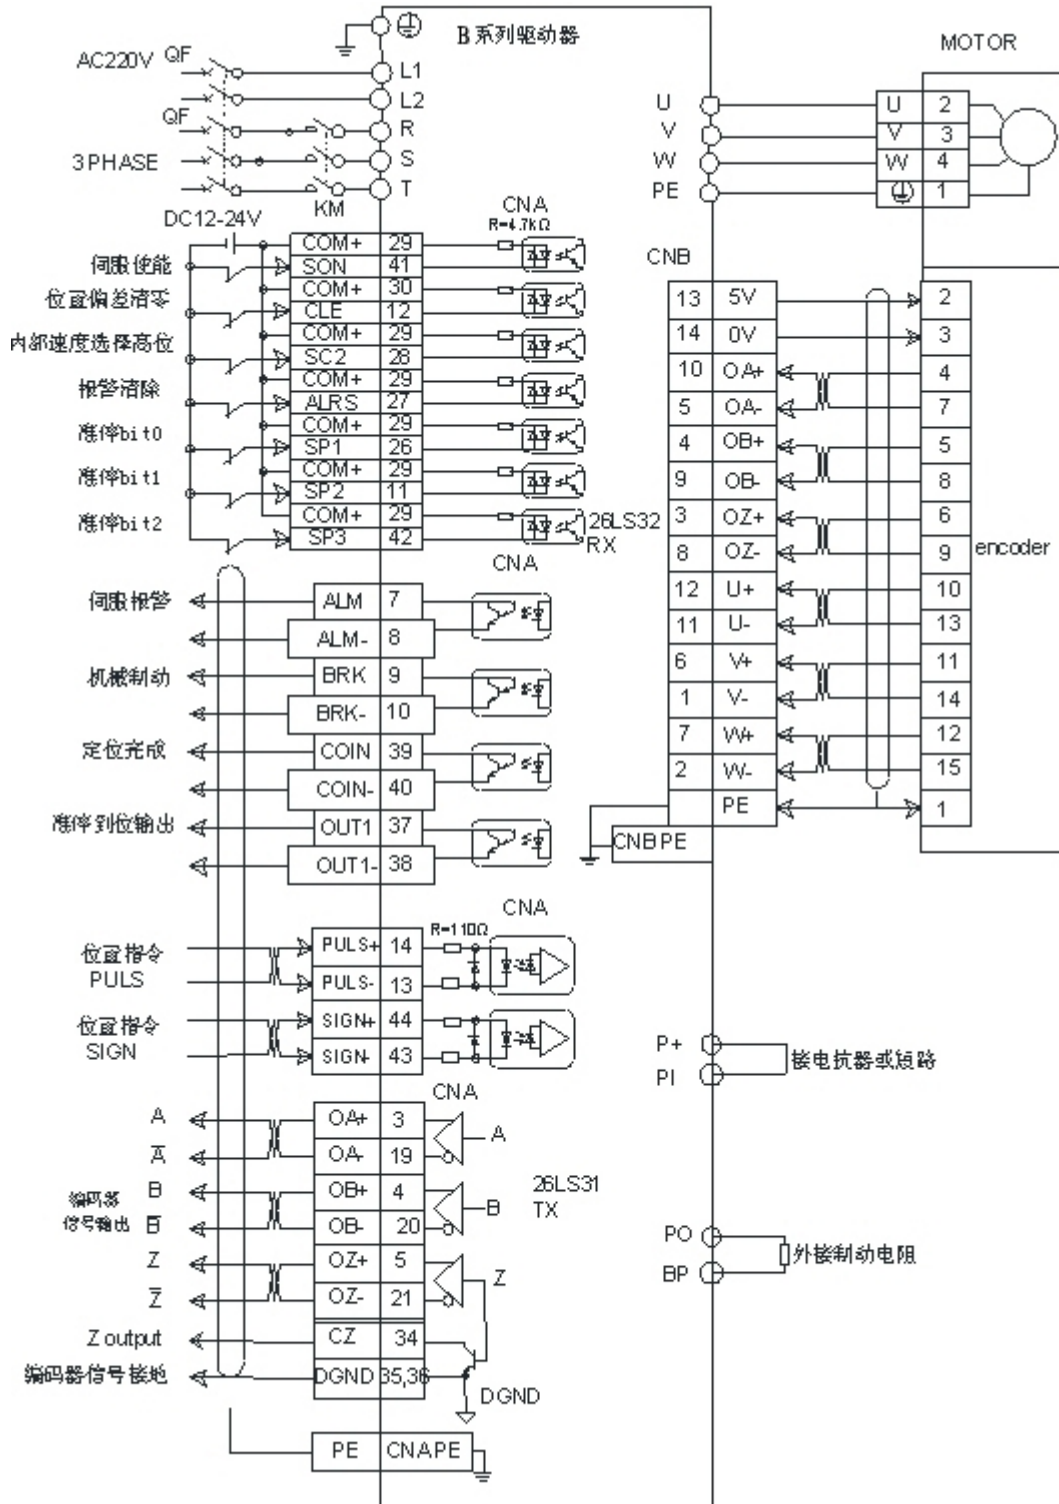 B系列驱动器
MOTOR
AC220V QF
L1
L2
QF
R
3PHASE
S
T
KM
U U 2
V V 3
W W 4
PE 1
DC12-24V
CNA
R=4.7KΩ
COM+ 29
伺服使能 SON 41
COM+ 30
位置偏差清零 CLE 12
COM+ 29
内部速度选择高位 SC2 28
COM+ 29
报警清除 ALRS 27
COM+ 29
准停bit0 SP1 26
COM+ 29
准停bit1 SP2 11
COM+ 29
准停bit2 SP3 42
26LS32
RX
CNA
伺服报警 ALM 7
ALM- 8
机械制动 BRK 9
BRK- 10
定位完成 COIN 39
COIN- 40
准停到位输出 OUT1 37
OUT1- 38
CNB
13 5V 2
14 0V 3
10 OA+ 4
5 OA- 7
4 OB+ 5
9 OB- 8
3 OZ+ 6
8 OZ- 9
encoder
12 U+ 10
11 U- 13
6 V+ 11
1 V- 14
7 W+ 12
2 W- 15
PE 1
CNBPE
CNA
R=110Ω
位置指令 PULS+ 14
PULS PULS- 13
位置指令 SIGN+ 44
SIGN SIGN- 43
P+
PI
接电抗器或短路
CNA
A OA+ 3
A̅ OA- 19
A
B OB+ 4
B̅ OB- 20
B
编码器
信号输出
26LS31
TX
Z OZ+ 5
Z̅ OZ- 21
Z
PO
BP
外接制动电阻
Z output CZ 34
编码器信号接地 DGND 35,36
DGND
PE CNAPE